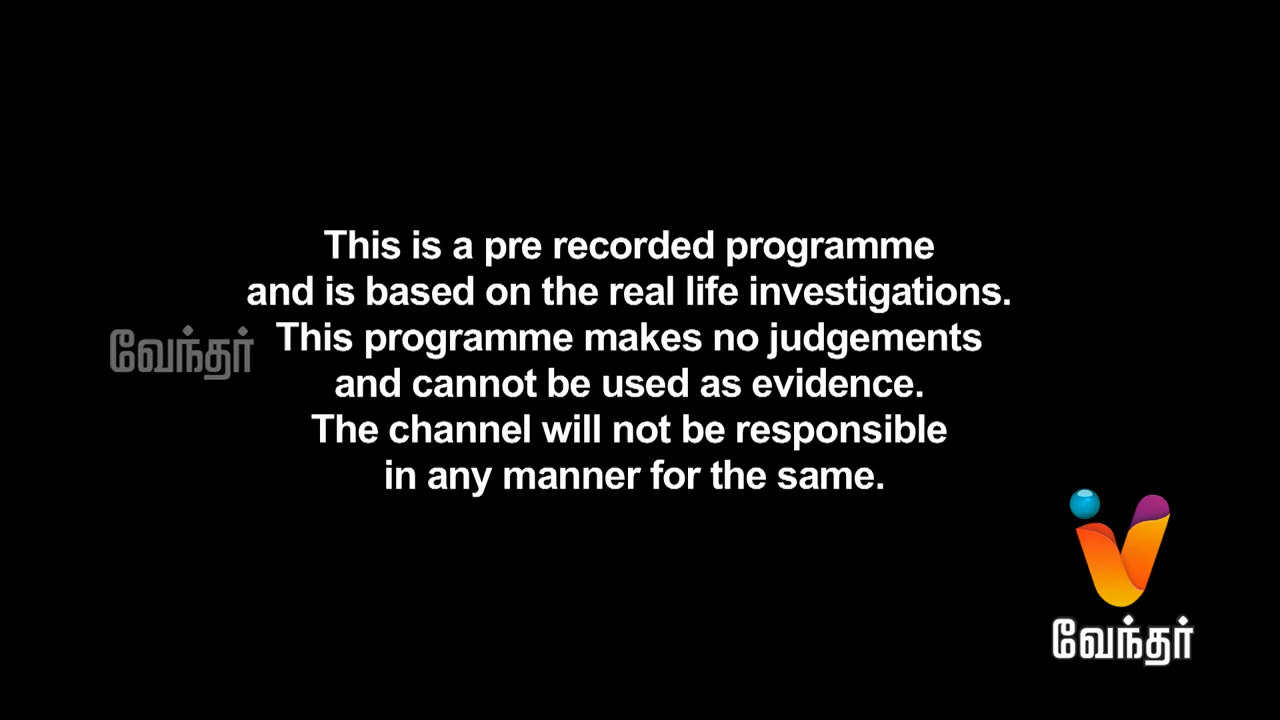 This is a pre recorded programme
and is based on the real life investigations.
வேந்தர்
This programme makes no judgements
and cannot be used as evidence.
The channel will not be responsible
in any manner for the same.
வேந்தர்